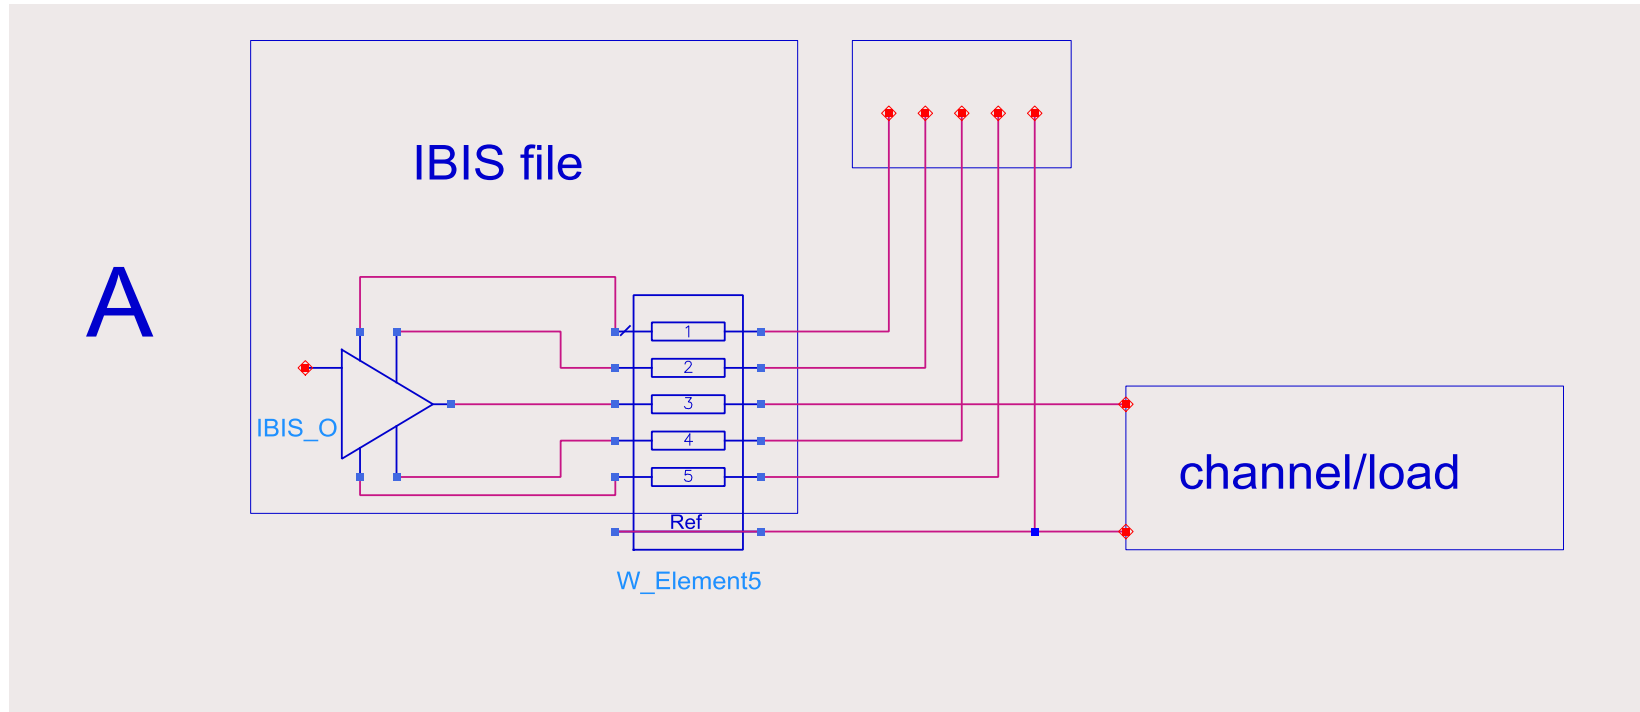 IBIS file
A
1
2
3
4
5
IBIS_O
Ref
W_Element5
channel/load